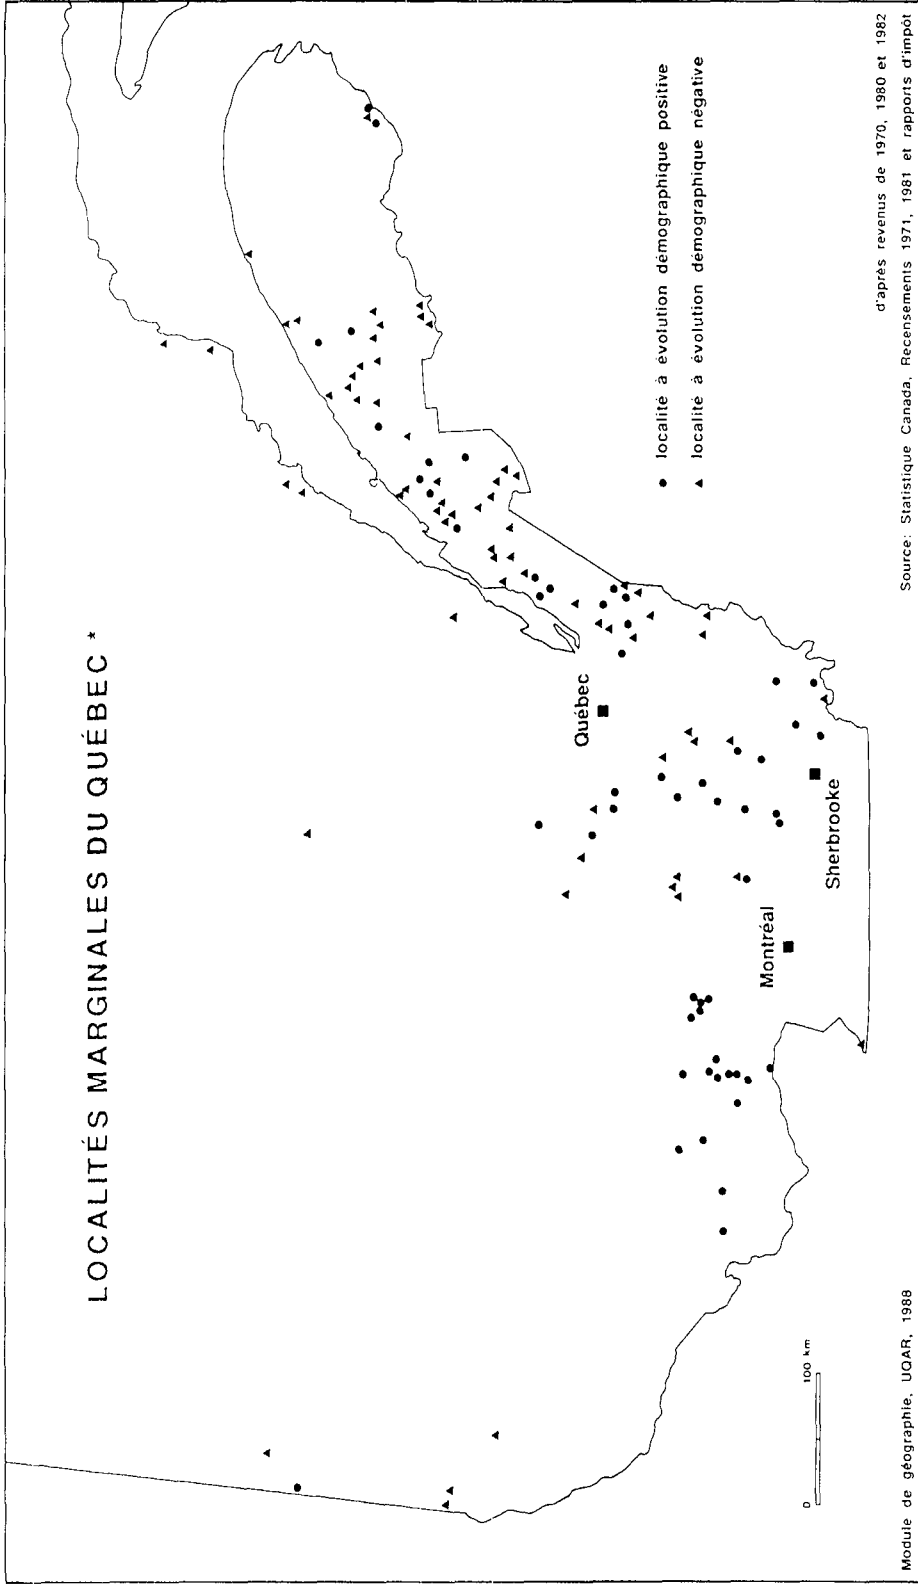 LOCALITÉS MARGINALES DU QUÉBEC *
Québec
Sherbrooke
Montréal
● localité à évolution démographique positive
▲ localité à évolution démographique négative
0 100 km
d'après revenus de 1970, 1980 et 1982
Module de géographie, UQAR, 1988
Source: Statistique Canada, Recensements 1971, 1981 et rapports d'impôt